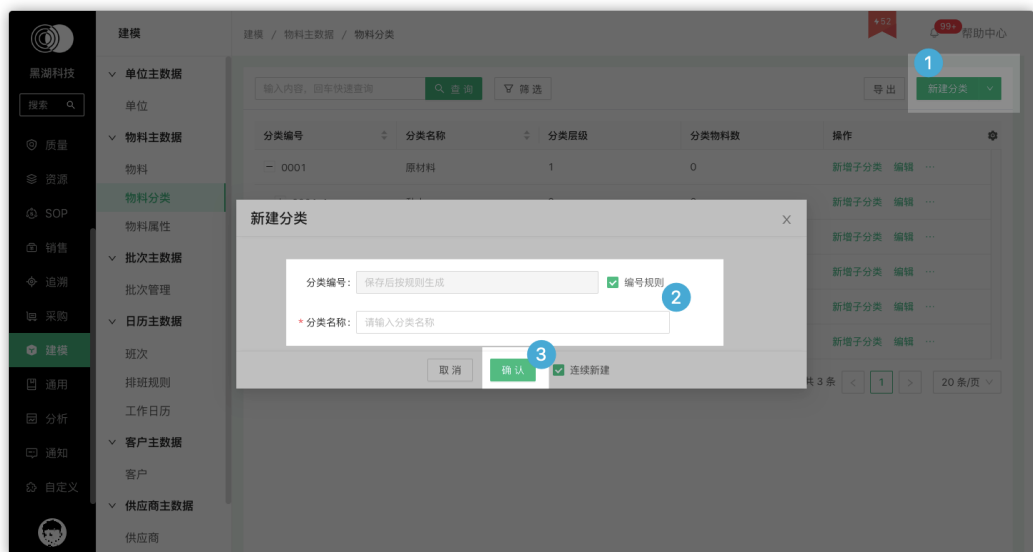 建模
建模 / 物料主数据 / 物料分类
52
99+
帮助中心
黑湖科技
搜索
质量
资源
SOP
销售
追溯
采购
建模
通用
分析
通知
自定义
单位主数据
单位
物料主数据
物料
物料分类
物料属性
批次主数据
批次管理
日历主数据
班次
排班规则
工作日历
客户主数据
客户
供应商主数据
供应商
输入内容，回车快速查询
查 询
筛 选
导 出
1
新建分类
分类编号 分类名称 分类层级 分类物料数 操作
0001 原材料 1 0 新增子分类 编辑 ···
新增子分类 编辑 ···
新增子分类 编辑 ···
新增子分类 编辑 ···
新增子分类 编辑 ···
新增子分类 编辑 ···
新建分类
分类编号: 保存后按规则生成 编号规则
2
* 分类名称: 请输入分类名称
3
取 消 确 认 连续新建
共 3 条 < 1 > 20 条/页